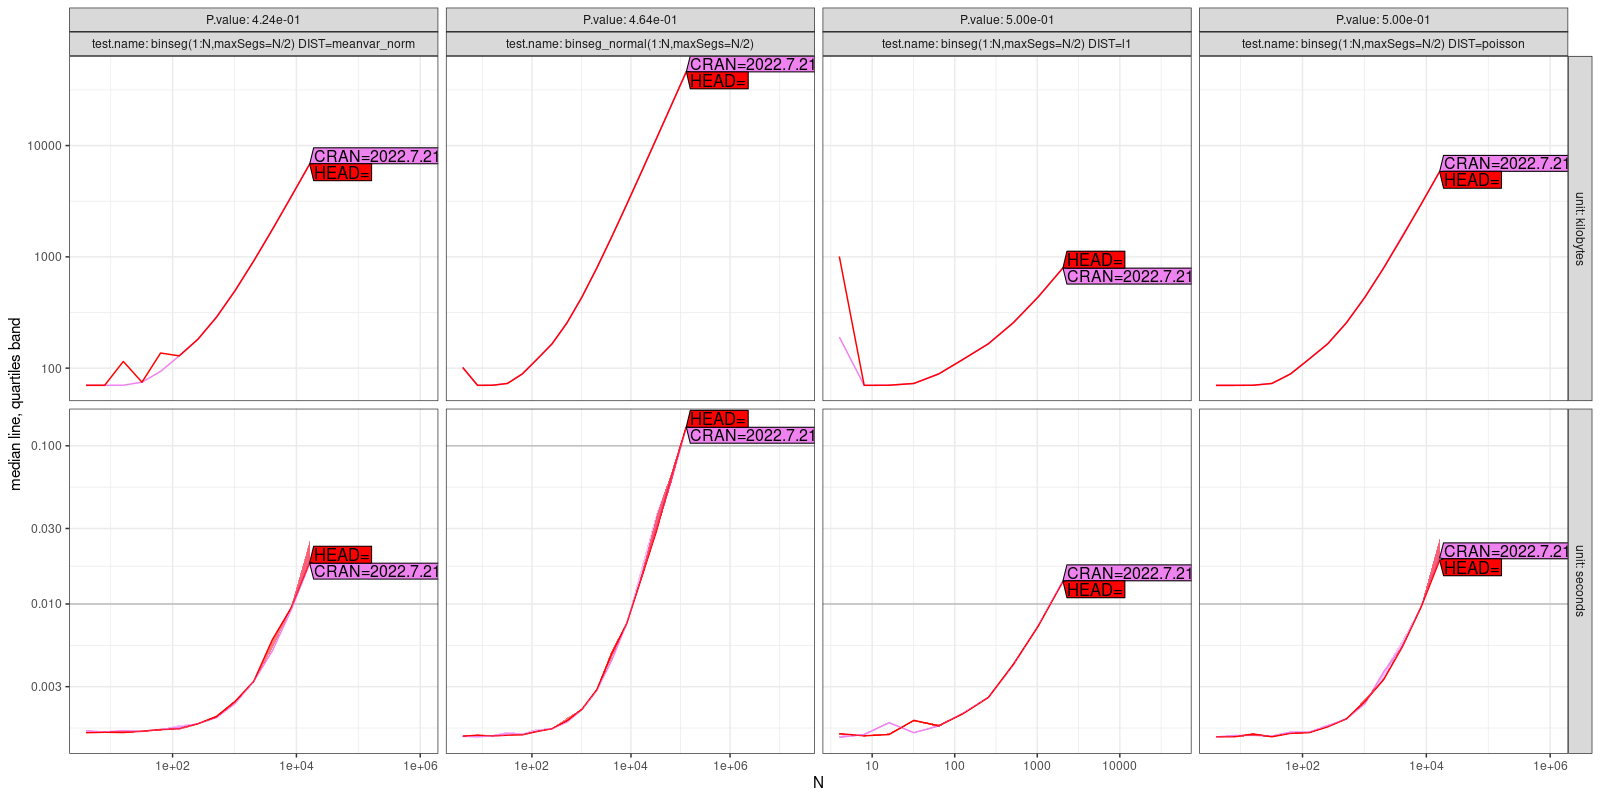 P.value: 4.24e-01
P.value: 4.64e-01
P.value: 5.00e-01
P.value: 5.00e-01
test.name: binseg(1:N,maxSegs=N/2) DIST=meanvar_norm
test.name: binseg_normal(1:N,maxSegs=N/2)
test.name: binseg(1:N,maxSegs=N/2) DIST=l1
test.name: binseg(1:N,maxSegs=N/2) DIST=poisson
median line, quartiles band
10000
1000
100
CRAN=2022.7.21
HEAD=
CRAN=2022.7.21
HEAD=
HEAD=
CRAN=2022.7.21
CRAN=2022.7.21
HEAD=
unit: kilobytes
0.100
0.030
0.010
0.003
HEAD=
CRAN=2022.7.21
HEAD=
CRAN=2022.7.21
CRAN=2022.7.21
HEAD=
CRAN=2022.7.21
HEAD=
unit: seconds
1e+02 1e+04 1e+06
1e+02 1e+04 1e+06
10 100 1000 10000
1e+02 1e+04 1e+06
N